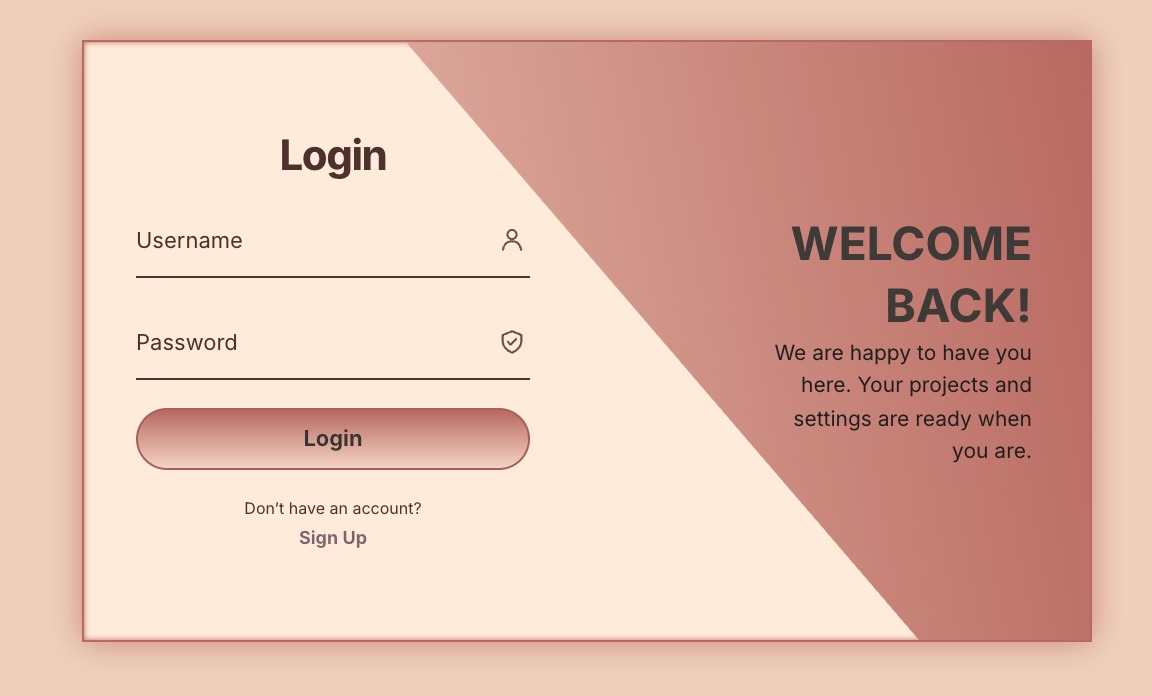 Login
Username
Password
Login
Don’t have an account?
Sign Up
WELCOME
BACK!
We are happy to have you
here. Your projects and
settings are ready when
you are.